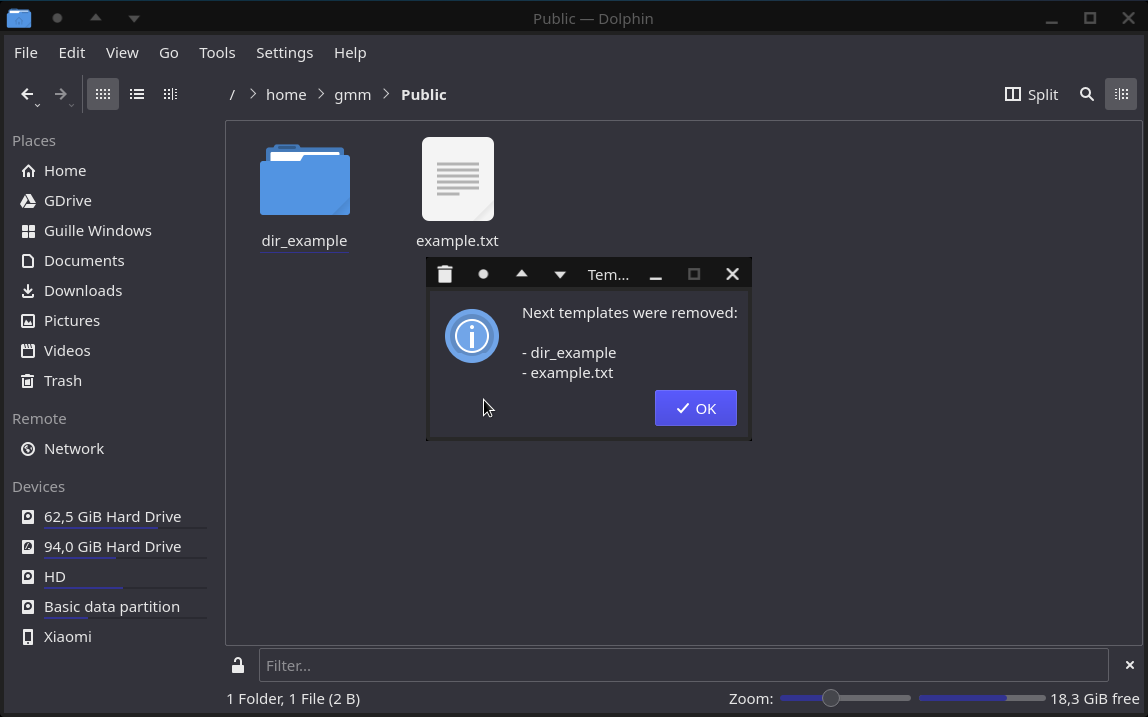 Public — Dolphin
File Edit View Go Tools Settings Help
/ > home > gmm > Public
Split
Places
Home
GDrive
Guille Windows
Documents
Downloads
Pictures
Videos
Trash
Remote
Network
Devices
62,5 GiB Hard Drive
94,0 GiB Hard Drive
HD
Basic data partition
Xiaomi
dir_example
example.txt
Tem...
Next templates were removed:
- dir_example
- example.txt
OK
Filter...
1 Folder, 1 File (2 B)
Zoom:
18,3 GiB free